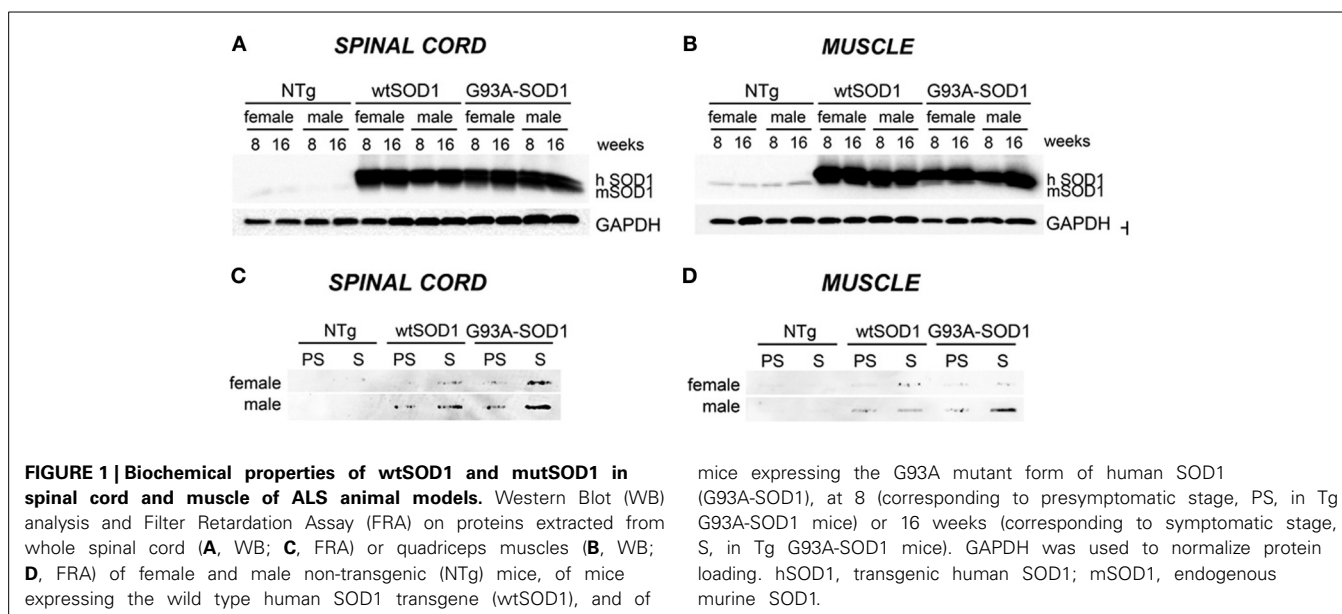 A SPINAL CORD
NTg wtSOD1 G93A-SOD1
female male female male female male
8 16 8 16 8 16 8 16 8 16 8 16 weeks
h SOD1
mSOD1
GAPDH
B MUSCLE
NTg wtSOD1 G93A-SOD1
female male female male female male
8 16 8 16 8 16 8 16 8 16 8 16 weeks
h SOD1
mSOD1
GAPDH
C SPINAL CORD
NTg wtSOD1 G93A-SOD1
PS S PS S PS S
female
male
D MUSCLE
NTg wtSOD1 G93A-SOD1
PS S PS S PS S
female
male
FIGURE 1 | Biochemical properties of wtSOD1 and mutSOD1 in
spinal cord and muscle of ALS animal models. Western Blot (WB)
analysis and Filter Retardation Assay (FRA) on proteins extracted from
whole spinal cord (A, WB; C, FRA) or quadriceps muscles (B, WB;
D, FRA) of female and male non-transgenic (NTg) mice, of mice
expressing the wild type human SOD1 transgene (wtSOD1), and of
mice expressing the G93A mutant form of human SOD1
(G93A-SOD1), at 8 (corresponding to presymptomatic stage, PS, in Tg
G93A-SOD1 mice) or 16 weeks (corresponding to symptomatic stage,
S, in Tg G93A-SOD1 mice). GAPDH was used to normalize protein
loading. hSOD1, transgenic human SOD1; mSOD1, endogenous
murine SOD1.